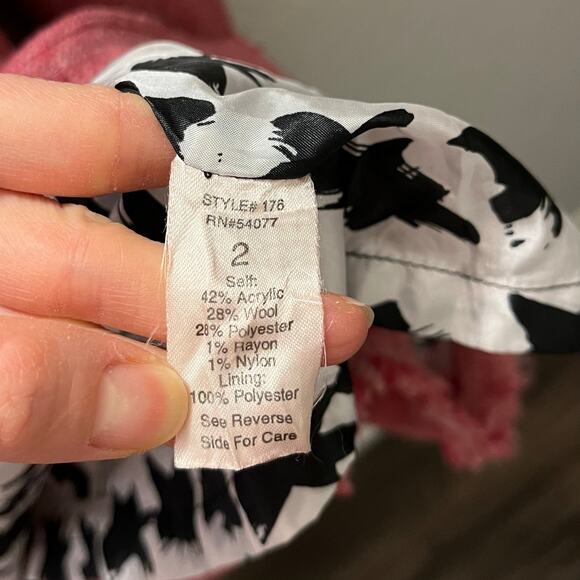 STYLE# 176
RN#54077
2
Self:
42% Acrylic
28% Wool
28% Polyester
1% Rayon
1% Nylon
Lining:
100% Polyester
See Reverse
Side For Care